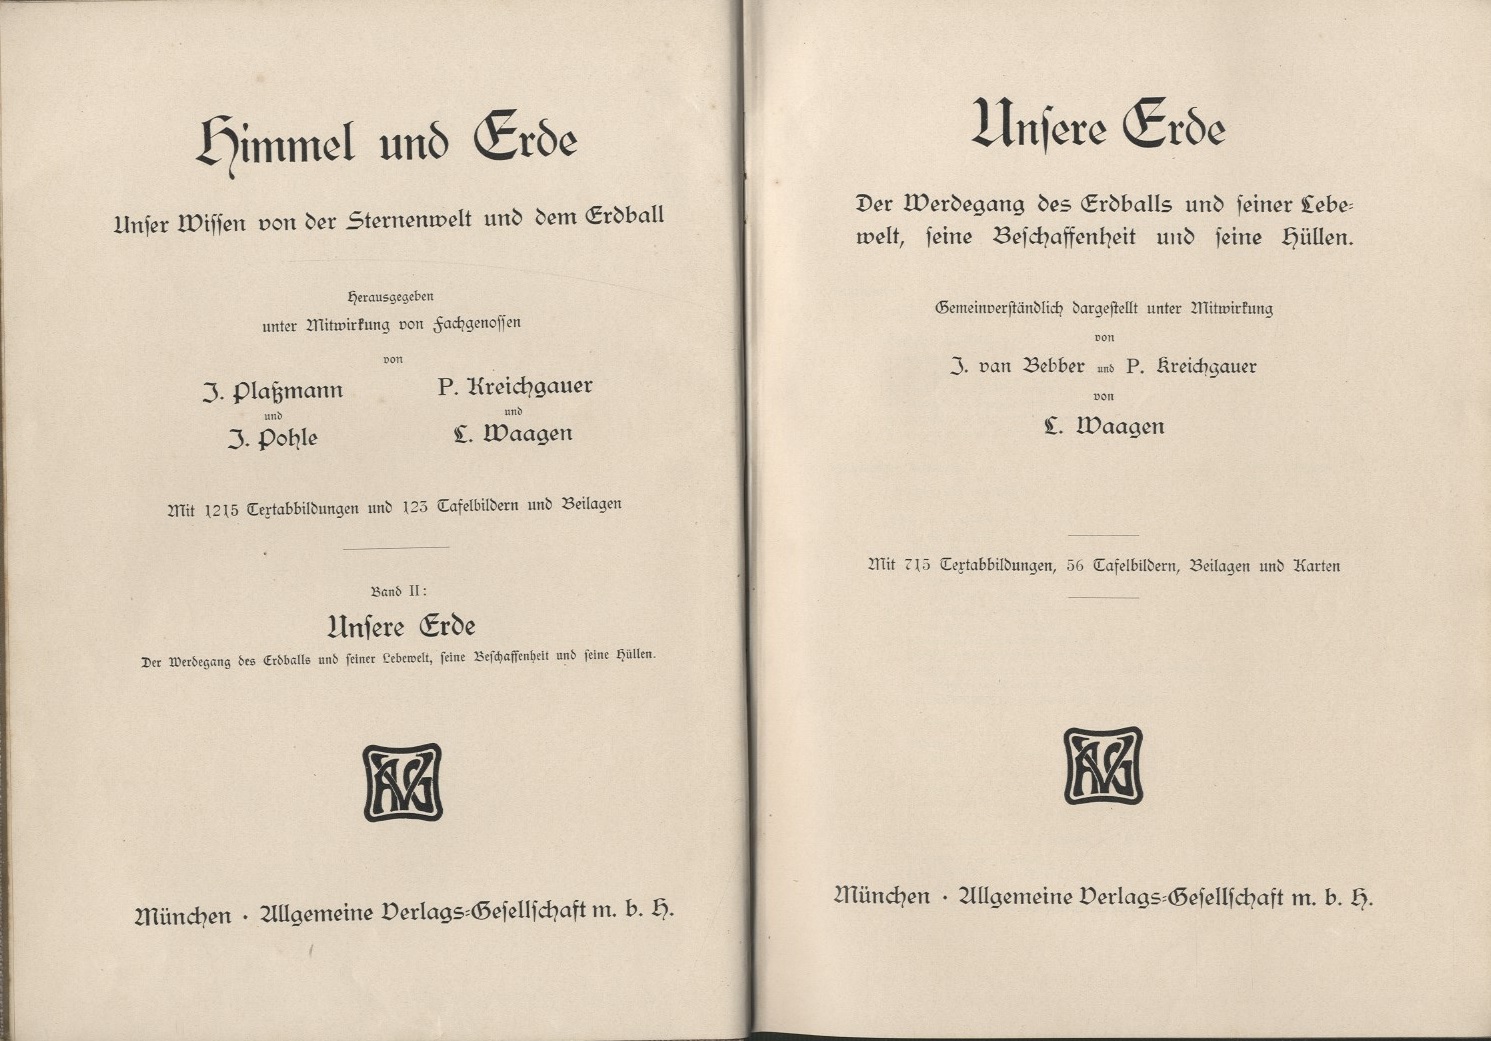 Himmel und Erde
Unser Wissen von der Sternenwelt und dem Erdball
Herausgegeben
unter Mitwirkung von Fachgenossen
von
J. Plaßmann
und
J. Pohle
P. Kreichgauer
und
L. Waagen
Mit 1215 Textabbildungen und 123 Tafelbildern und Beilagen
Band II:
Unsere Erde
Der Werdegang des Erdballs und seiner Lebewelt, seine Beschaffenheit und seine Hüllen.
AVG
München · Allgemeine Verlags-Gesellschaft m. b. H.
Unsere Erde
Der Werdegang des Erdballs und seiner Lebe-
welt, seine Beschaffenheit und seine Hüllen.
Gemeinverständlich dargestellt unter Mitwirkung
von
J. van Bebber und P. Kreichgauer
von
L. Waagen
Mit 715 Textabbildungen, 56 Tafelbildern, Beilagen und Karten
AVG
München · Allgemeine Verlags-Gesellschaft m. b. H.